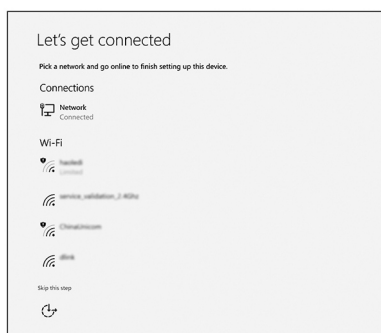 Let's get connected
Pick a network and go online to finish setting up this device.
Connections
Network
Connected
Wi-Fi
Limited
service_validation_2.4Ghz
ChinaUnicom
dlink
Skip this step